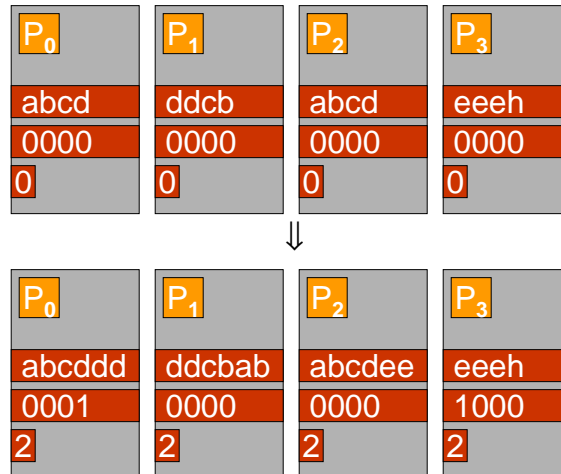 P0 P1 P2 P3
abcd ddcb abcd eeeh
0000 0000 0000 0000
0 0 0 0
⇓
P0 P1 P2 P3
abcddd ddcbab abcdee eeeh
0001 0000 0000 1000
2 2 2 2